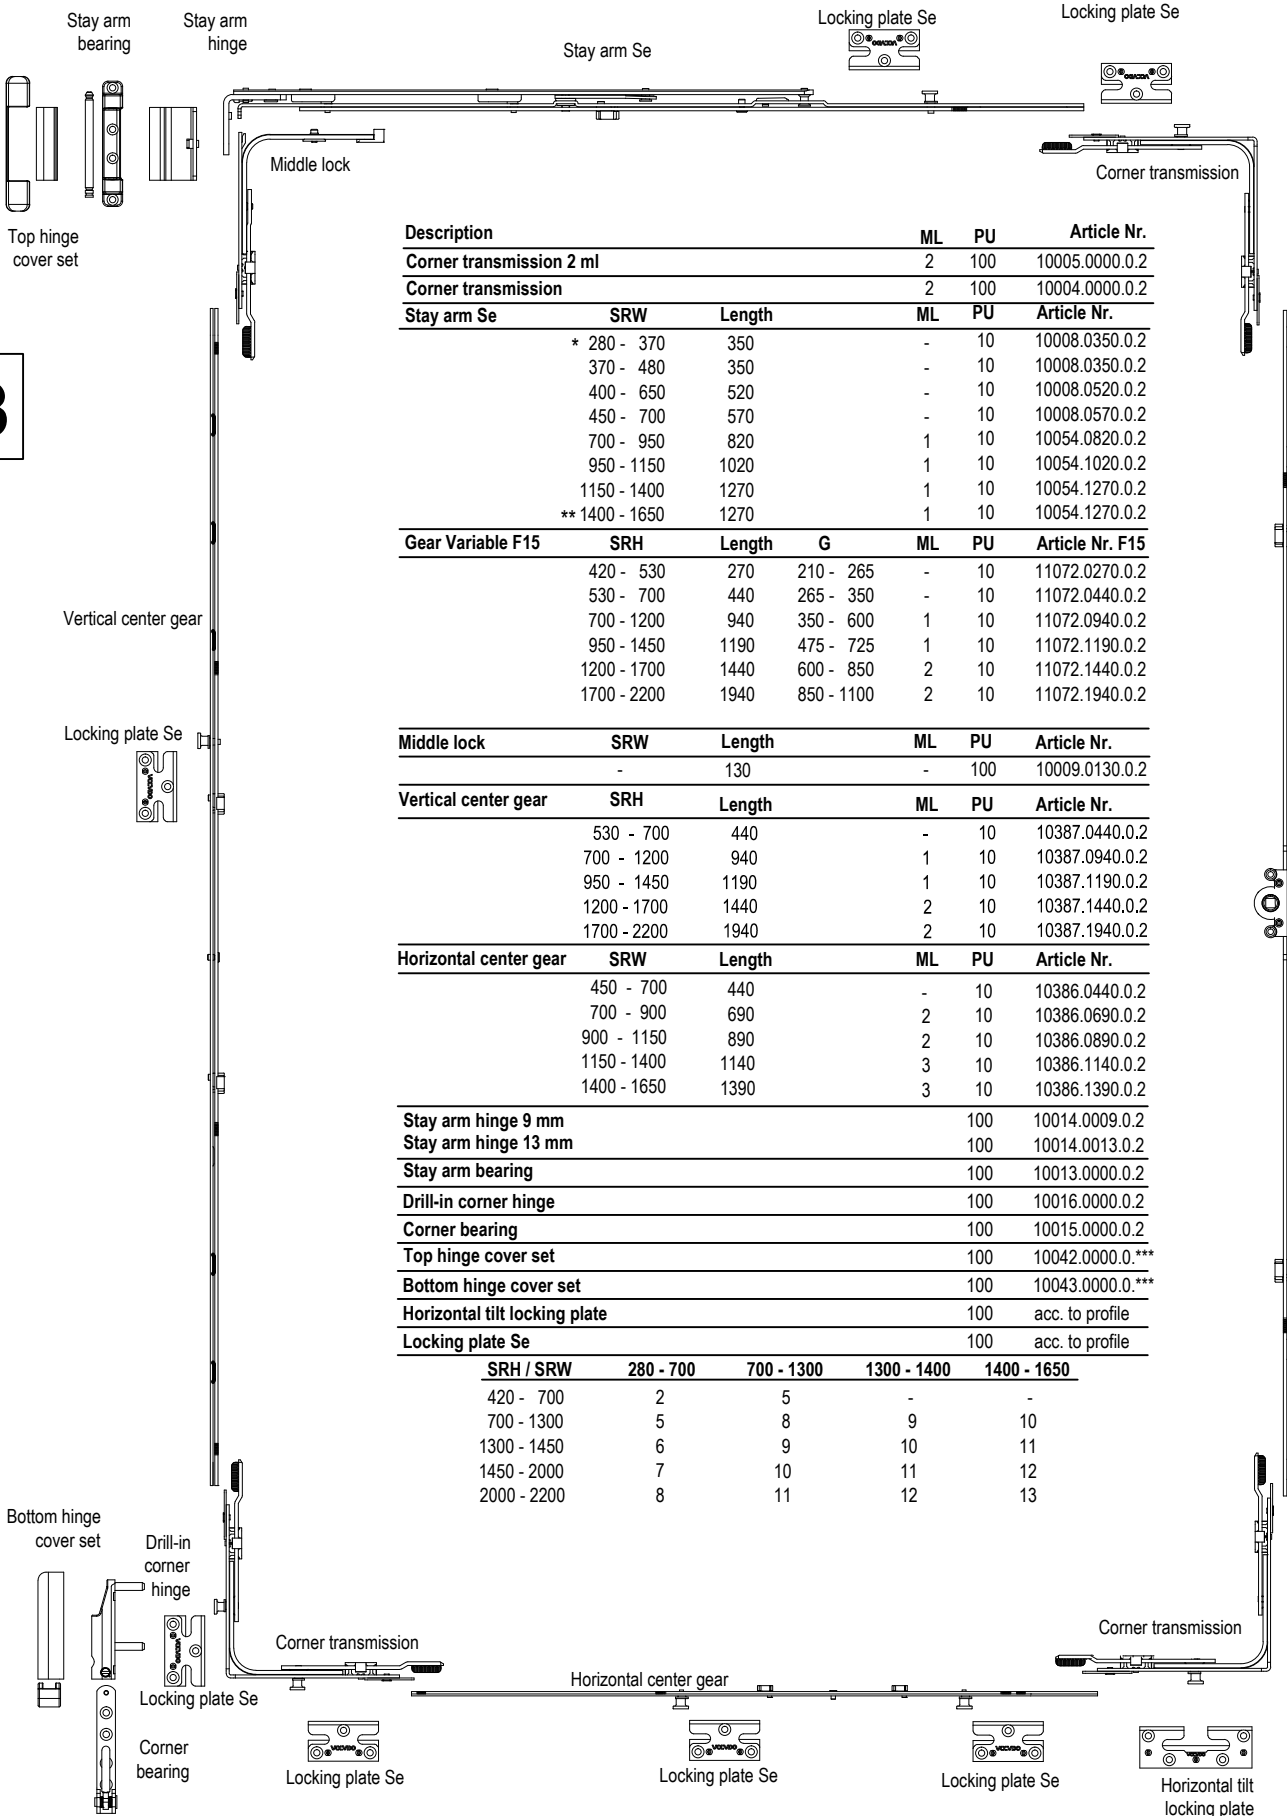 Stay arm bearing
Stay arm hinge
Stay arm Se
Locking plate Se
Locking plate Se
Middle lock
Corner transmission
Top hinge cover set
Description ML PU Article Nr.
Corner transmission 2 ml 2 100 10005.0000.0.2
Corner transmission 2 100 10004.0000.0.2
Stay arm Se SRW Length ML PU Article Nr.
* 280 - 370 350 - 10 10008.0350.0.2
370 - 480 350 - 10 10008.0350.0.2
400 - 650 520 - 10 10008.0520.0.2
450 - 700 570 - 10 10008.0570.0.2
700 - 950 820 1 10 10054.0820.0.2
950 - 1150 1020 1 10 10054.1020.0.2
1150 - 1400 1270 1 10 10054.1270.0.2
** 1400 - 1650 1270 1 10 10054.1270.0.2
Gear Variable F15 SRH Length G ML PU Article Nr. F15
420 - 530 270 210 - 265 - 10 11072.0270.0.2
530 - 700 440 265 - 350 - 10 11072.0440.0.2
700 - 1200 940 350 - 600 1 10 11072.0940.0.2
950 - 1450 1190 475 - 725 1 10 11072.1190.0.2
1200 - 1700 1440 600 - 850 2 10 11072.1440.0.2
1700 - 2200 1940 850 - 1100 2 10 11072.1940.0.2
Vertical center gear
Locking plate Se
Middle lock SRW Length ML PU Article Nr.
- 130 - 100 10009.0130.0.2
Vertical center gear SRH Length ML PU Article Nr.
530 - 700 440 - 10 10387.0440.0.2
700 - 1200 940 1 10 10387.0940.0.2
950 - 1450 1190 1 10 10387.1190.0.2
1200 - 1700 1440 2 10 10387.1440.0.2
1700 - 2200 1940 2 10 10387.1940.0.2
Horizontal center gear SRW Length ML PU Article Nr.
450 - 700 440 - 10 10386.0440.0.2
700 - 900 690 2 10 10386.0690.0.2
900 - 1150 890 2 10 10386.0890.0.2
1150 - 1400 1140 3 10 10386.1140.0.2
1400 - 1650 1390 3 10 10386.1390.0.2
Stay arm hinge 9 mm 100 10014.0009.0.2
Stay arm hinge 13 mm 100 10014.0013.0.2
Stay arm bearing 100 10013.0000.0.2
Drill-in corner hinge 100 10016.0000.0.2
Corner bearing 100 10015.0000.0.2
Top hinge cover set 100 10042.0000.0.***
Bottom hinge cover set 100 10043.0000.0.***
Horizontal tilt locking plate 100 acc. to profile
Locking plate Se 100 acc. to profile
SRH / SRW 280 - 700 700 - 1300 1300 - 1400 1400 - 1650
420 - 700 2 5 - -
700 - 1300 5 8 9 10
1300 - 1450 6 9 10 11
1450 - 2000 7 10 11 12
2000 - 2200 8 11 12 13
Bottom hinge cover set
Drill-in corner hinge
Locking plate Se
Corner bearing
Corner transmission
Horizontal center gear
Corner transmission
Locking plate Se
Locking plate Se
Locking plate Se
Horizontal tilt locking plate